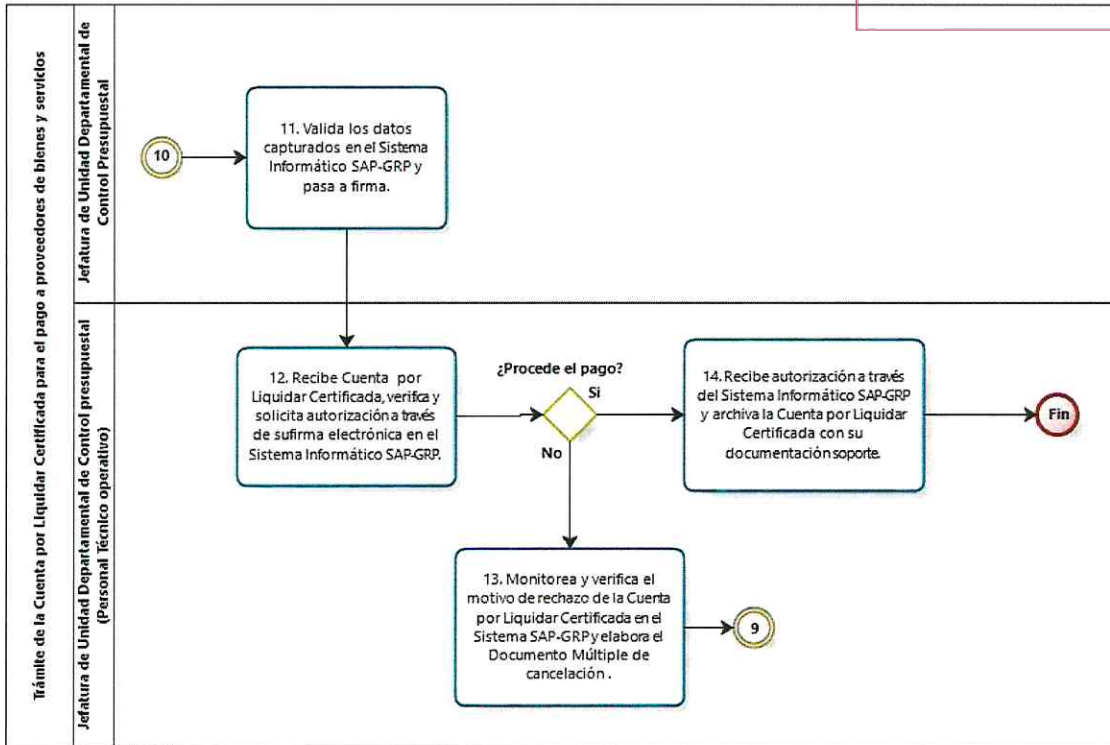 Trámite de la Cuenta por Liquidar Certificada para el pago a proveedores de bienes y servicios
Jefatura de Unidad Departamental de
Control Presupuestal
10
11. Valida los datos
capturados en el Sistema
Informático SAP-GRP y
pasa a firma.
Jefatura de Unidad Departamental de Control presupuestal
(Personal Técnico operativo)
12. Recibe Cuenta por
Liquidar Certificada, verifica y
solicita autorización a través
de sufirma electrónica en el
Sistema Informático SAP-GRP.
¿Procede el pago?
Si
No
14. Recibe autorización a través
del Sistema Informático SAP-GRP
y archiva la Cuenta por Liquidar
Certificada con su
documentación soporte.
Fin
13. Monitorea y verifica el
motivo de rechazo de la Cuenta
por Liquidar Certificada en el
Sistema SAP-GRP y elabora el
Documento Múltiple de
cancelación .
9